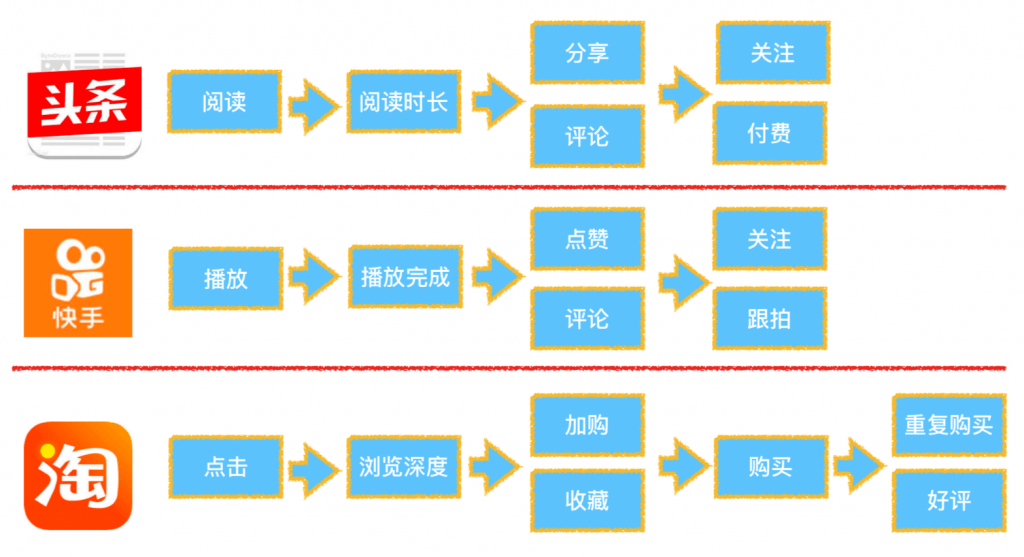 头条
阅读
阅读时长
分享
评论
关注
付费
快手
播放
播放完成
点赞
评论
关注
跟拍
淘
点击
浏览深度
加购
收藏
购买
重复购买
好评